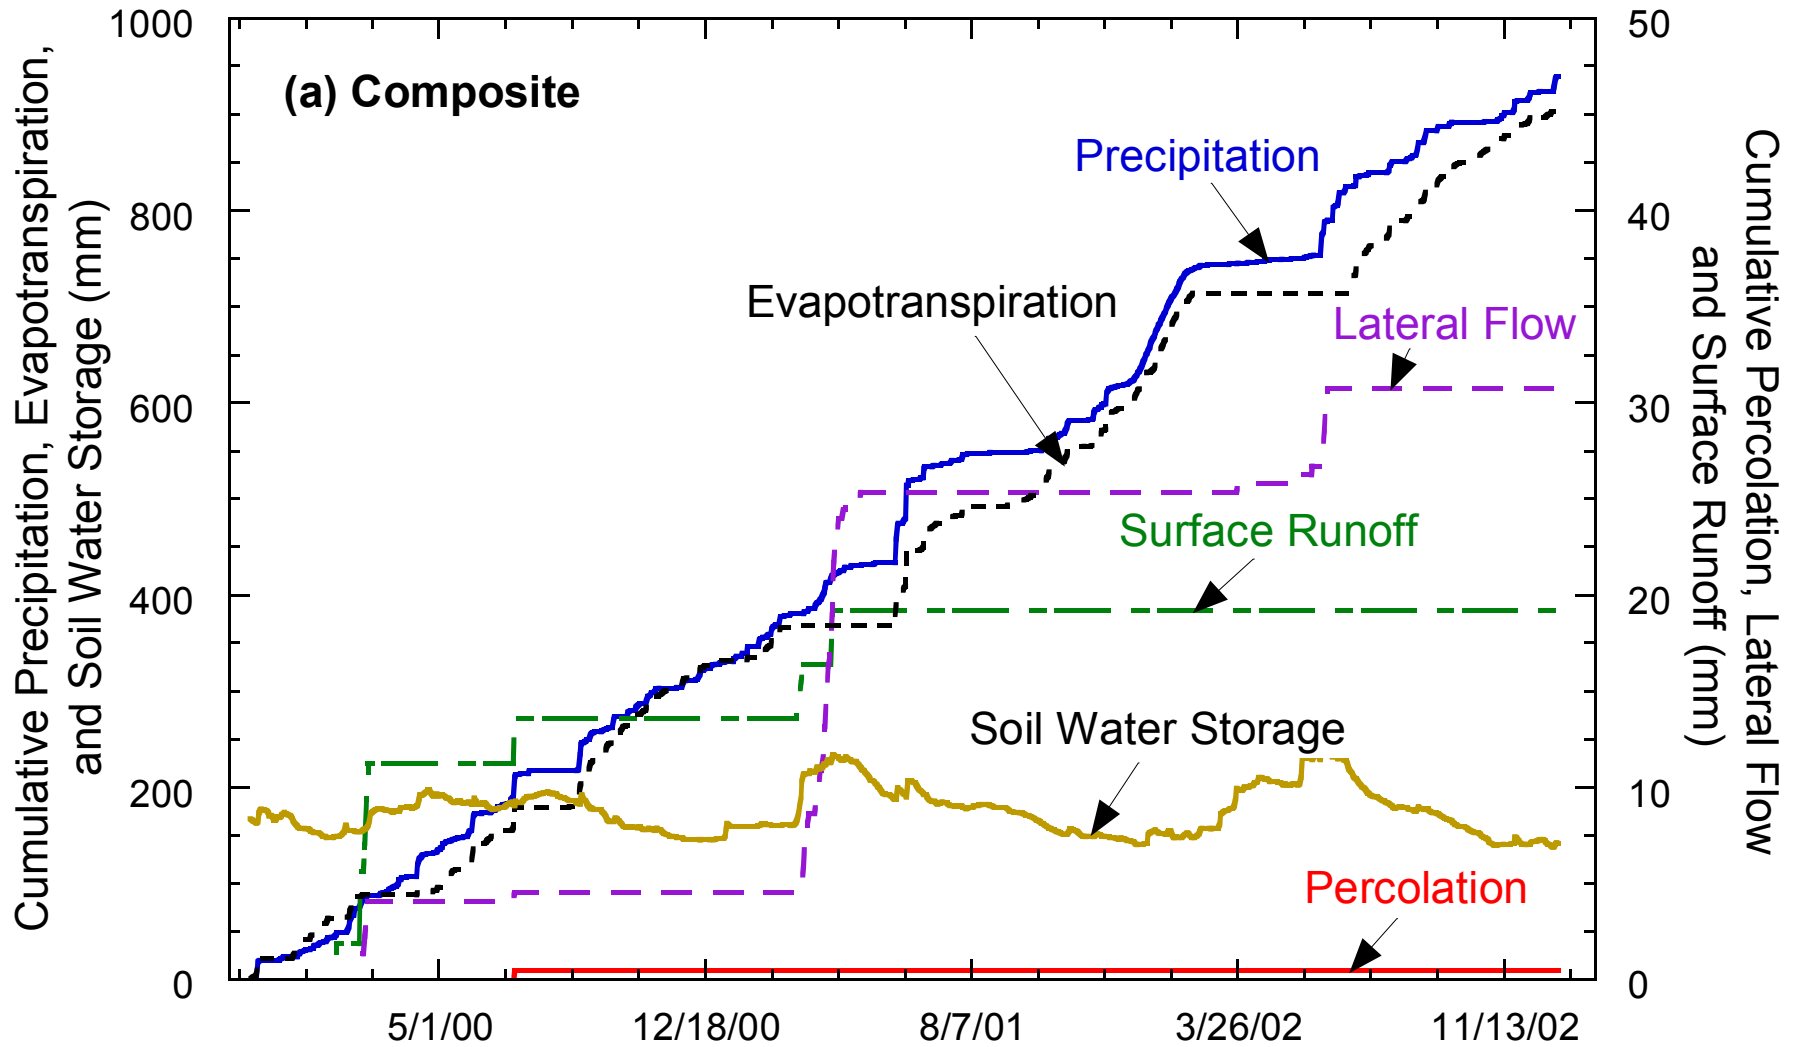 Cumulative Precipitation, Evapotranspiration,
and Soil Water Storage (mm)
1000
800
600
400
200
0
(a) Composite
Precipitation
Evapotranspiration
Lateral Flow
Surface Runoff
Soil Water Storage
Percolation
50
40
30
20
10
0
Cumulative Percolation, Lateral Flow
and Surface Runoff (mm)
5/1/00
12/18/00
8/7/01
3/26/02
11/13/02